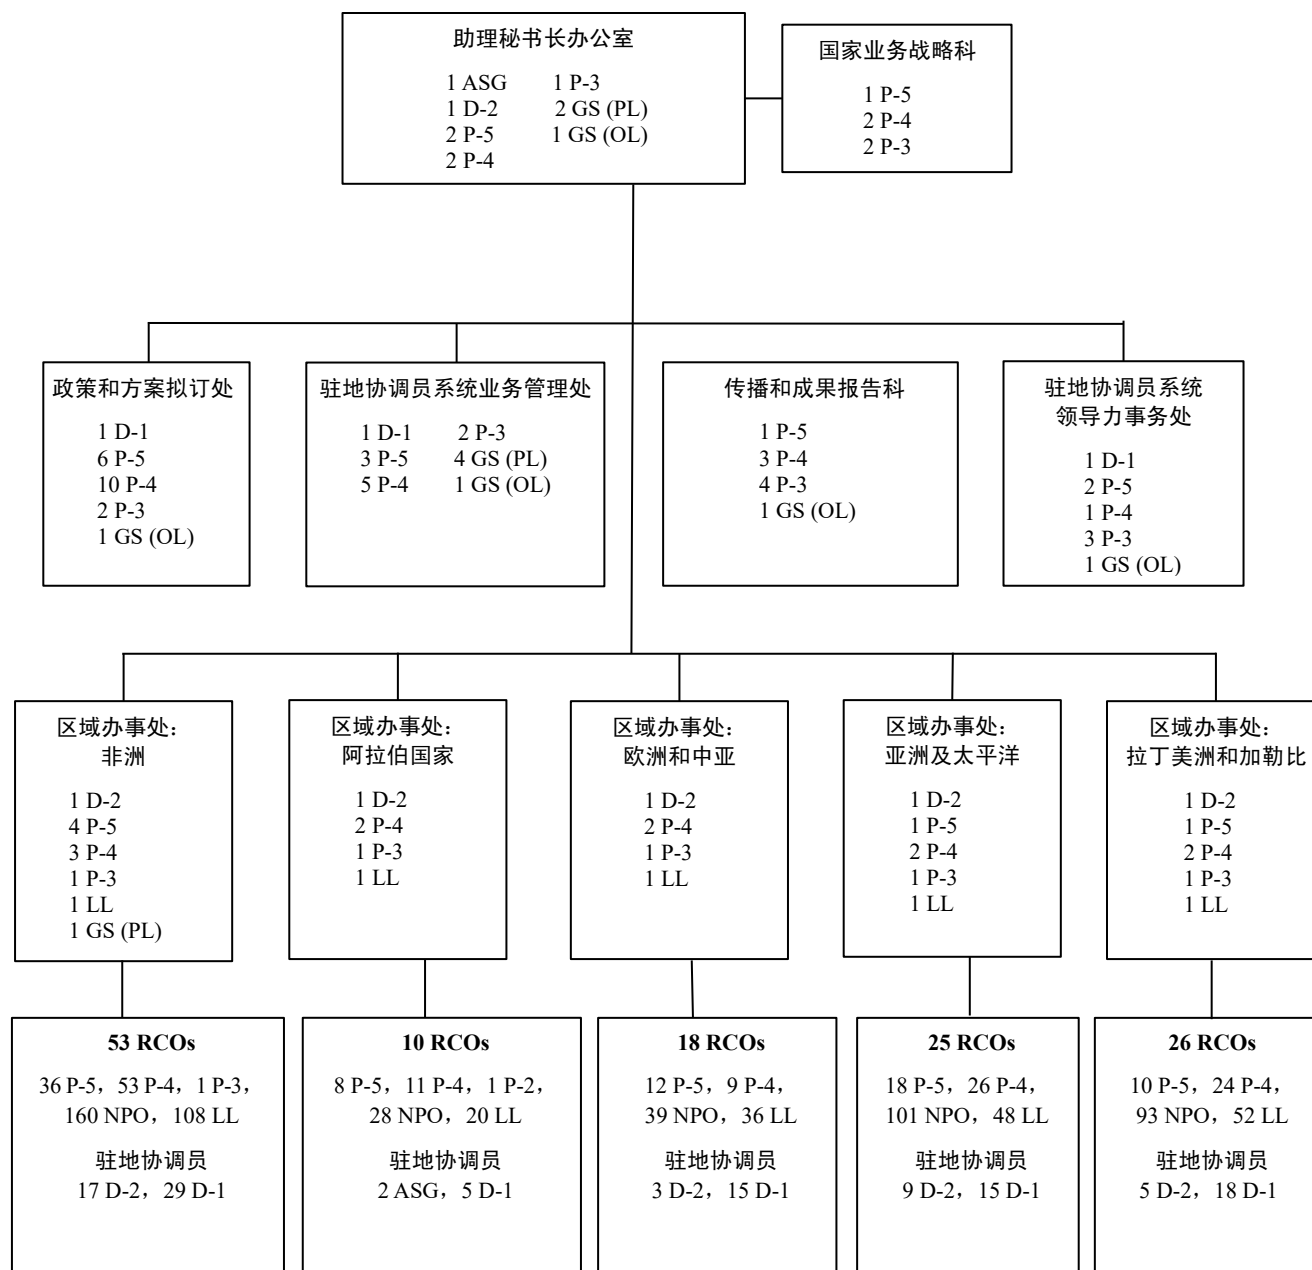 助理秘书长办公室
1 ASG 1 P-3
1 D-2 2 GS (PL)
2 P-5 1 GS (OL)
2 P-4
国家业务战略科
1 P-5
2 P-4
2 P-3
政策和方案拟订处
1 D-1
6 P-5
10 P-4
2 P-3
1 GS (OL)
驻地协调员系统业务管理处
1 D-1 2 P-3
3 P-5 4 GS (PL)
5 P-4 1 GS (OL)
传播和成果报告科
1 P-5
3 P-4
4 P-3
1 GS (OL)
驻地协调员系统
领导力事务处
1 D-1
2 P-5
1 P-4
3 P-3
1 GS (OL)
区域办事处:
非洲
1 D-2
4 P-5
3 P-4
1 P-3
1 LL
1 GS (PL)
区域办事处:
阿拉伯国家
1 D-2
2 P-4
1 P-3
1 LL
区域办事处:
欧洲和中亚
1 D-2
2 P-4
1 P-3
1 LL
区域办事处:
亚洲及太平洋
1 D-2
1 P-5
2 P-4
1 P-3
1 LL
区域办事处:
拉丁美洲和加勒比
1 D-2
1 P-5
2 P-4
1 P-3
1 LL
53 RCOs
36 P-5，53 P-4，1 P-3，
160 NPO，108 LL
驻地协调员
17 D-2，29 D-1
10 RCOs
8 P-5，11 P-4，1 P-2，
28 NPO，20 LL
驻地协调员
2 ASG，5 D-1
18 RCOs
12 P-5，9 P-4，
39 NPO，36 LL
驻地协调员
3 D-2，15 D-1
25 RCOs
18 P-5，26 P-4，
101 NPO，48 LL
驻地协调员
9 D-2，15 D-1
26 RCOs
10 P-5，24 P-4，
93 NPO，52 LL
驻地协调员
5 D-2，18 D-1